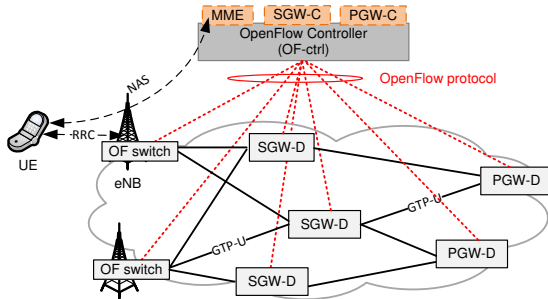 MME
SGW-C
PGW-C
OpenFlow Controller
(OF-ctrl)
NAS
OpenFlow protocol
RRC
UE
OF switch
eNB
SGW-D
PGW-D
GTP-U
SGW-D
GTP-U
PGW-D
OF switch
SGW-D